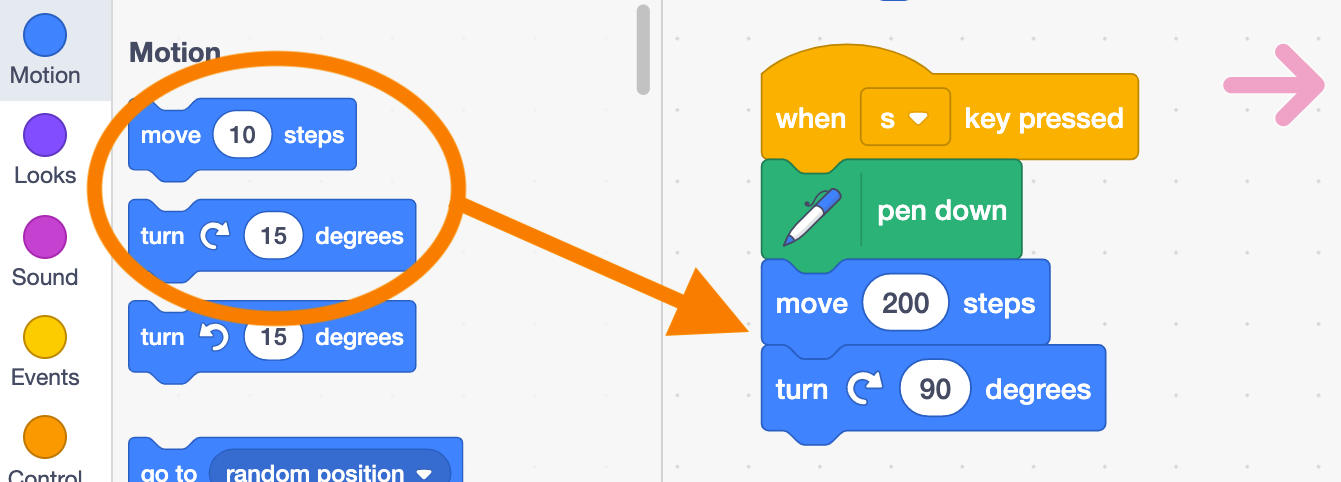 Motion
Looks
Sound
Events
Control
Motion
move 10 steps
turn 15 degrees
turn 15 degrees
go to random position
when s key pressed
pen down
move 200 steps
turn 90 degrees